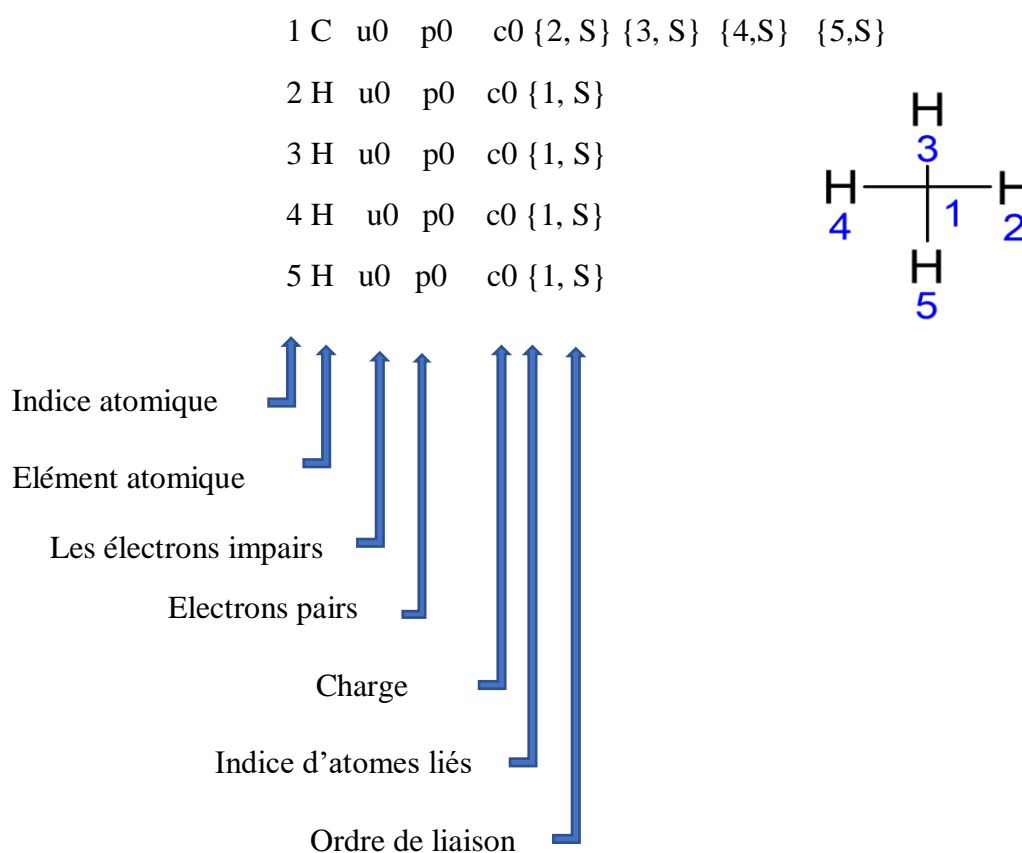 1 C u0 p0 c0 {2, S} {3, S} {4,S} {5,S}
2 H u0 p0 c0 {1, S}
3 H u0 p0 c0 {1, S}
4 H u0 p0 c0 {1, S}
5 H u0 p0 c0 {1, S}
H
3
H
4
1
H
2
H
5
Indice atomique
Elément atomique
Les électrons impairs
Electrons pairs
Charge
Indice d’atomes liés
Ordre de liaison